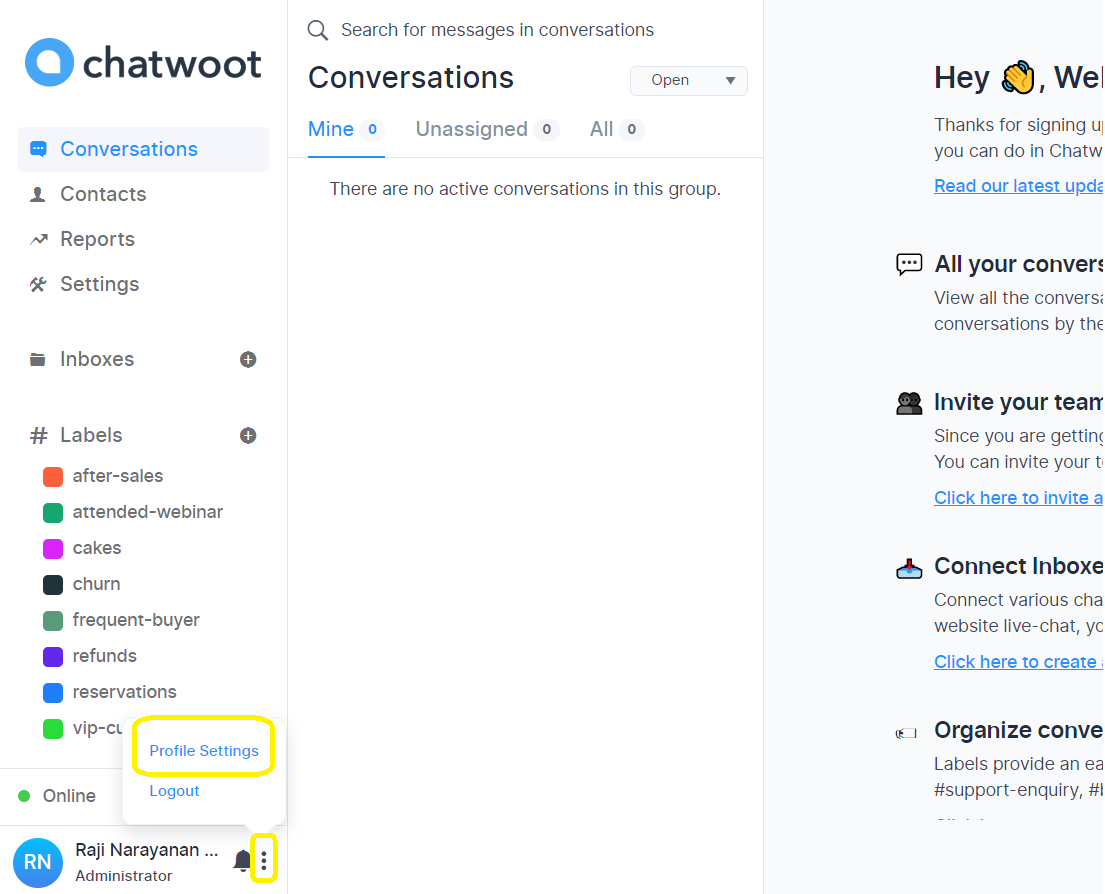 chatwoot
Conversations
Contacts
Reports
Settings
Inboxes
Labels
after-sales
attended-webinar
cakes
churn
frequent-buyer
refunds
reservations
vip-cu
Profile Settings
Logout
Online
RN
Raji Narayanan ...
Administrator
Search for messages in conversations
Conversations
Open
Mine 0 Unassigned 0 All 0
There are no active conversations in this group.
Hey 👋, Wel
Thanks for signing up
you can do in Chatw
Read our latest upda
All your convers
View all the conversa
conversations by the
Invite your team
Since you are getting
You can invite your t
Click here to invite a
Connect Inboxe
Connect various cha
website live-chat, yo
Click here to create a
Organize conve
Labels provide an ea
#support-enquiry, #b